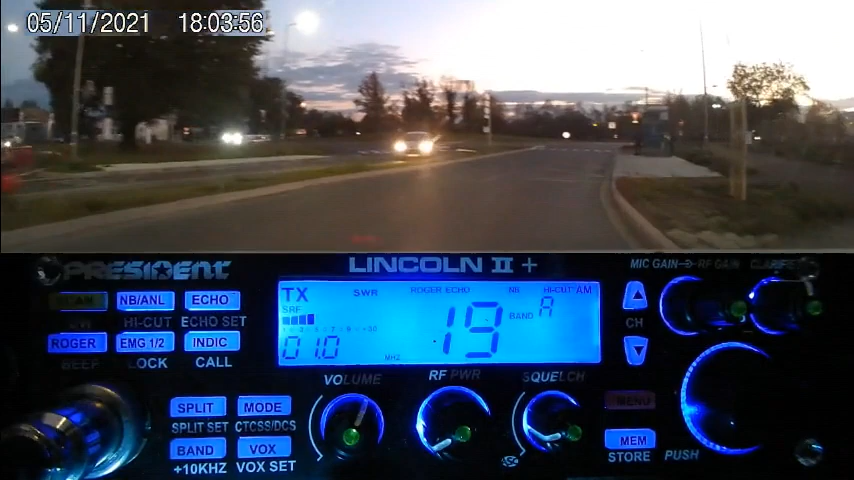 05/11/2021 18:03:56
PRESIDENT LINCOLN II +
MIC GAIN RF GAIN CLARIFIER
NB/ANL ECHO
HI-CUT ECHO SET
ROGER EMG 1/2 INDIC
BEEP LOCK CALL
TX SWR ROGER ECHO NB HI-CUT AM
SRF
01.0 MHZ 19 BAND A
CH
VOLUME RF PWR SQUELCH
SPLIT MODE
SPLIT SET CTCSS/DCS
BAND VOX
+10KHZ VOX SET
ASC
MENU
MEM
STORE PUSH